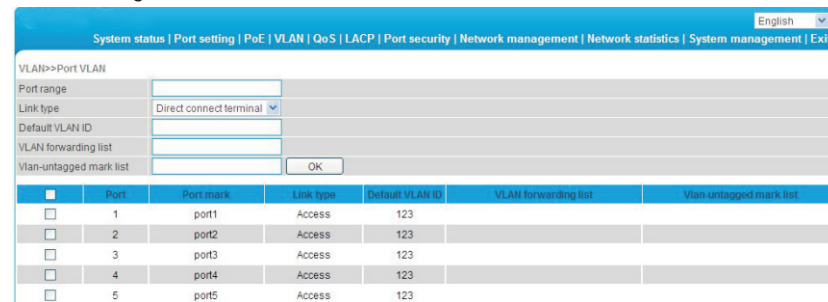 English
System status | Port setting | PoE | VLAN | QoS | LACP | Port security | Network management | Network statistics | System management | Exi
VLAN>>Port VLAN
Port range
Link type Direct connect terminal
Default VLAN ID
VLAN forwarding list
Vlan-untagged mark list OK
Port Port mark Link type Default VLAN ID VLAN forwarding list Vlan-untagged mark list
1 port1 Access 123
2 port2 Access 123
3 port3 Access 123
4 port4 Access 123
5 port5 Access 123